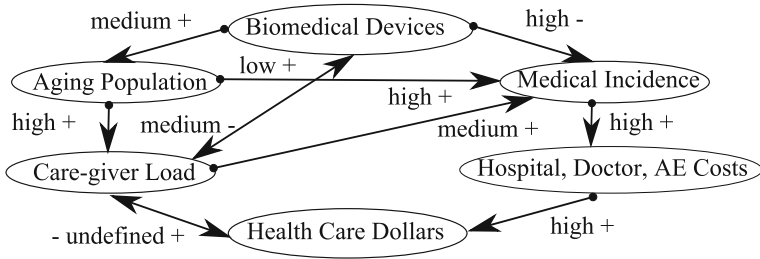 medium +
Biomedical Devices
high -
low +
Aging Population
Medical Incidence
high +
high +
medium -
medium +
high +
Care-giver Load
Hospital, Doctor, AE Costs
- undefined +
Health Care Dollars
high +